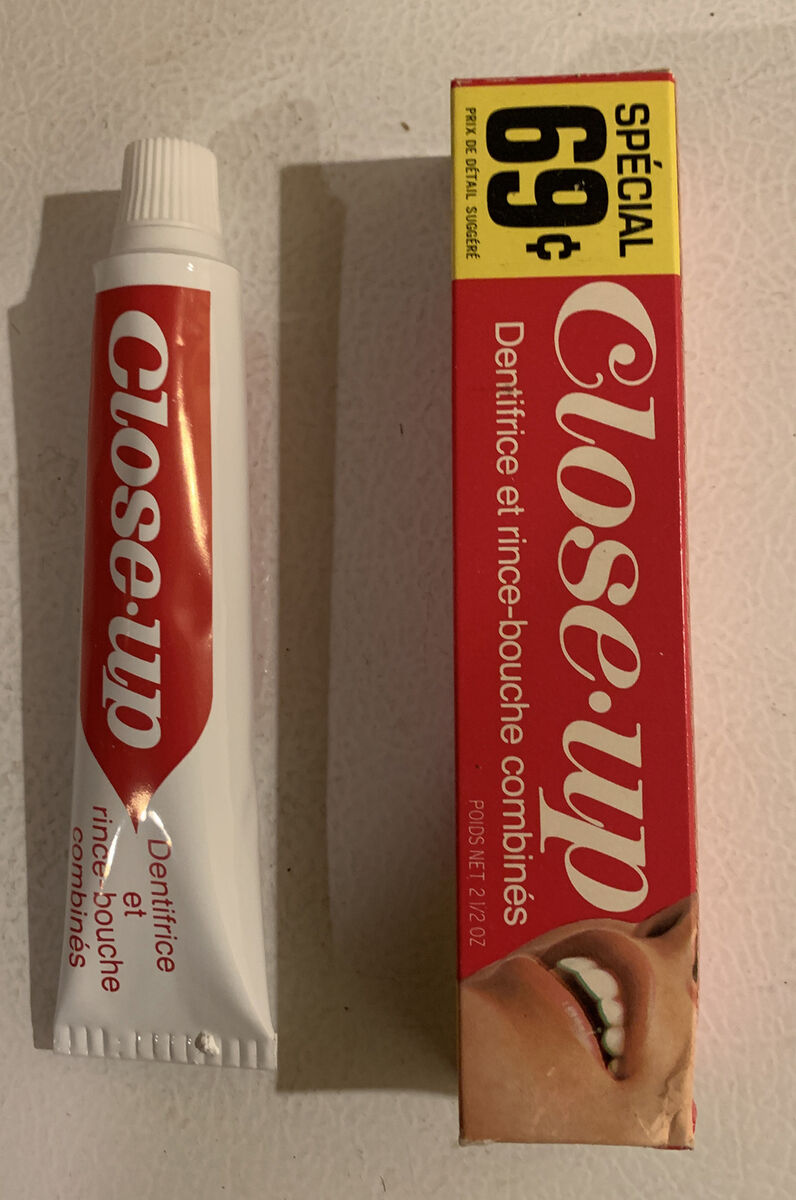 Close·up
Dentifrice
et
rince-bouche
combinés
SPÉCIAL
69¢
PRIX DE DÉTAIL SUGGÉRÉ
Close·up
Dentifrice et rince-bouche combinés
POIDS NET 2 1/2 OZ